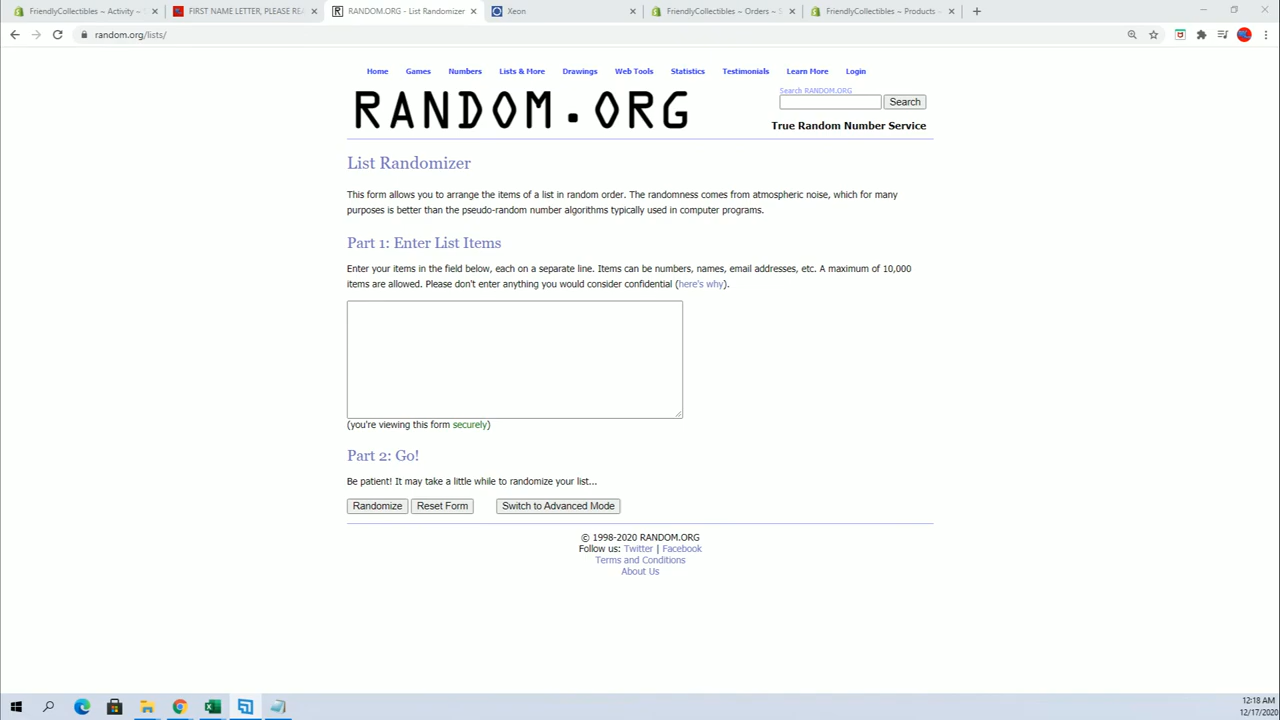 FriendlyCollectibles ~ Activity ~
FIRST NAME LETTER, PLEASE REA
RANDOM.ORG - List Randomizer
Xeon
FriendlyCollectibles ~ Orders ~ S
FriendlyCollectibles ~ Products ~
random.org/lists/
Home Games Numbers Lists & More Drawings Web Tools Statistics Testimonials Learn More Login
RANDOM.ORG
Search RANDOM.ORG
Search
True Random Number Service
List Randomizer
This form allows you to arrange the items of a list in random order. The randomness comes from atmospheric noise, which for many
purposes is better than the pseudo-random number algorithms typically used in computer programs.
Part 1: Enter List Items
Enter your items in the field below, each on a separate line. Items can be numbers, names, email addresses, etc. A maximum of 10,000
items are allowed. Please don't enter anything you would consider confidential (here's why).
(you're viewing this form securely)
Part 2: Go!
Be patient! It may take a little while to randomize your list...
Randomize Reset Form Switch to Advanced Mode
© 1998-2020 RANDOM.ORG
Follow us: Twitter | Facebook
Terms and Conditions
About Us
12:18 AM
12/17/2020